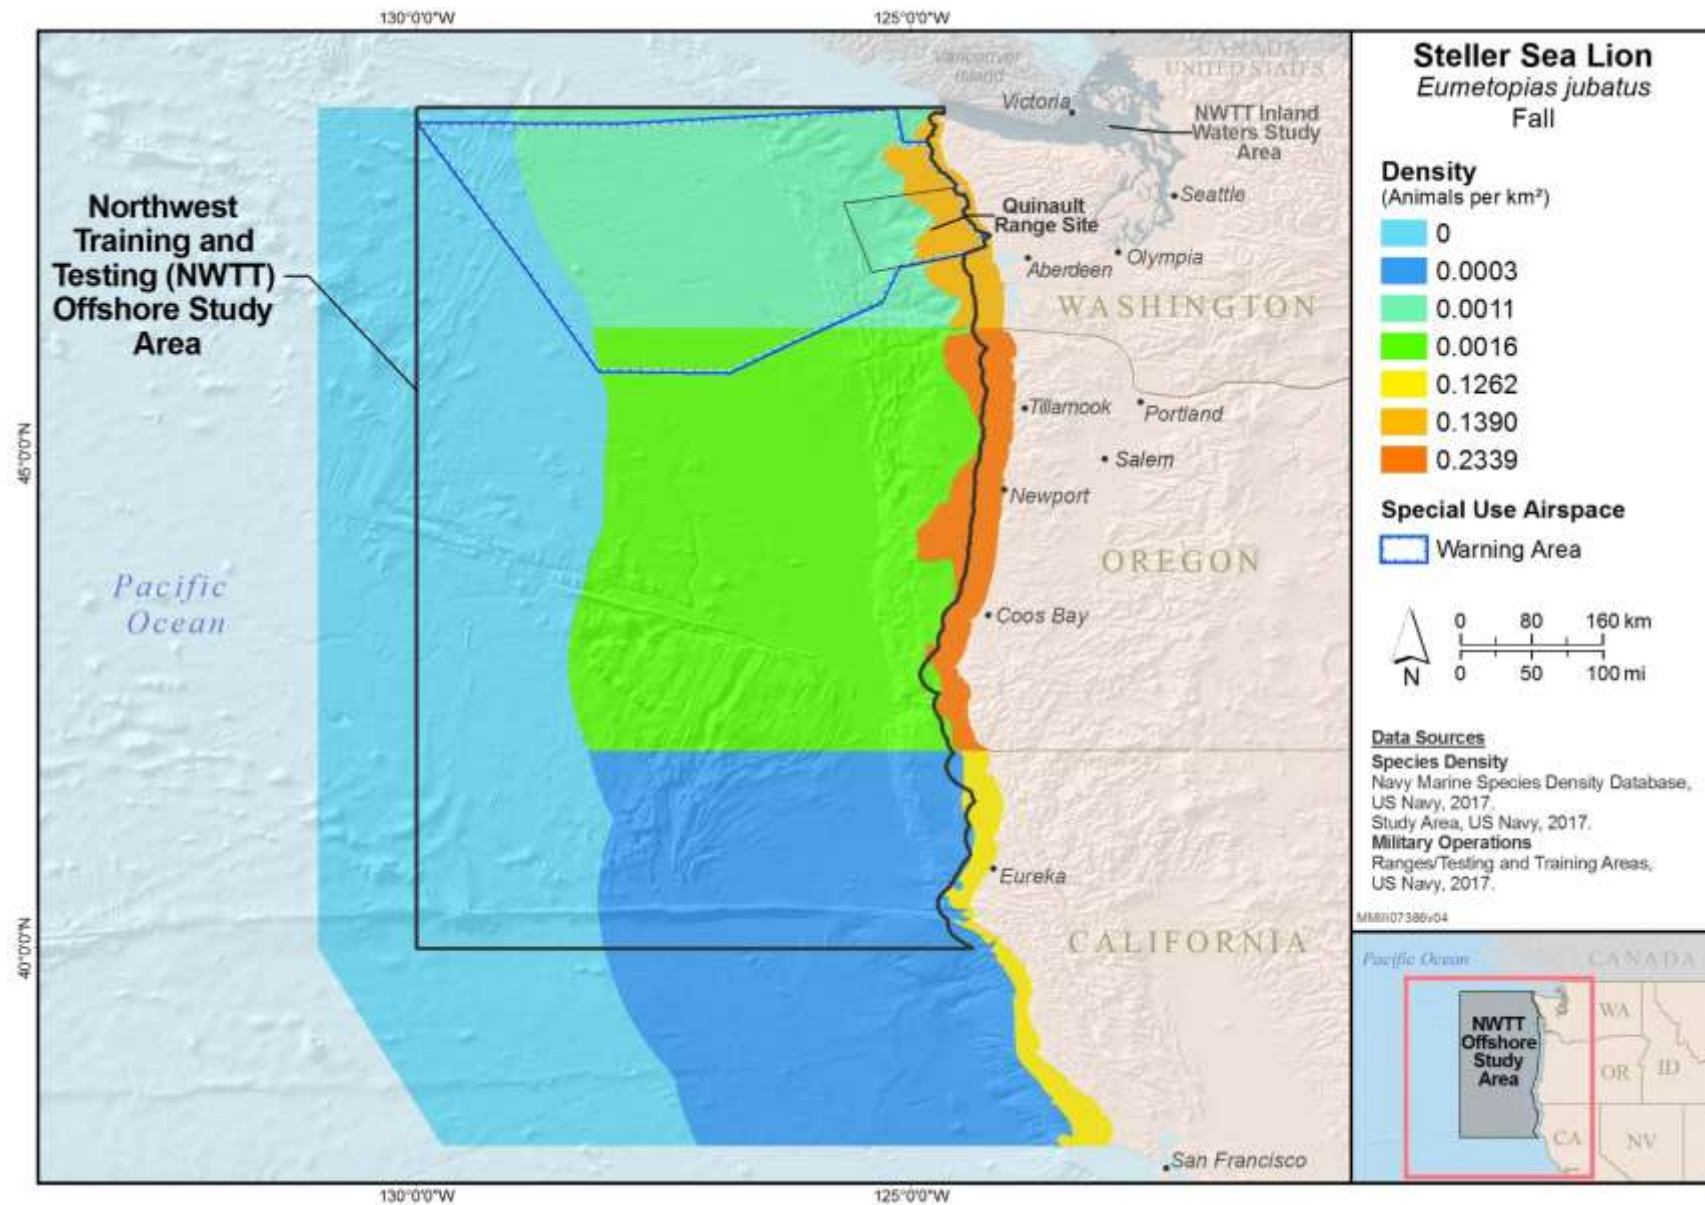 130°0'0"W
125°0'0"W
Vancouver
Island
CANADA
UNITED STATES
Victoria
NWTT Inland
Waters Study
Area
Seattle
Northwest
Training and
Testing (NWTT)
Offshore Study
Area
Quinault
Range Site
Aberdeen
Olympia
WASHINGTON
Tillamook
Portland
45°0'0"N
Salem
Newport
OREGON
Pacific
Ocean
Coos Bay
Eureka
40°0'0"N
CALIFORNIA
San Francisco
130°0'0"W
125°0'0"W
Steller Sea Lion
Eumetopias jubatus
Fall
Density
(Animals per km²)
0
0.0003
0.0011
0.0016
0.1262
0.1390
0.2339
Special Use Airspace
Warning Area
0 80 160 km
0 50 100 mi
N
Data Sources
Species Density
Navy Marine Species Density Database,
US Navy, 2017.
Study Area, US Navy, 2017.
Military Operations
Ranges/Testing and Training Areas,
US Navy, 2017.
Pacific Ocean
CANADA
NWTT
Offshore
Study
Area
WA
OR
ID
CA
NV